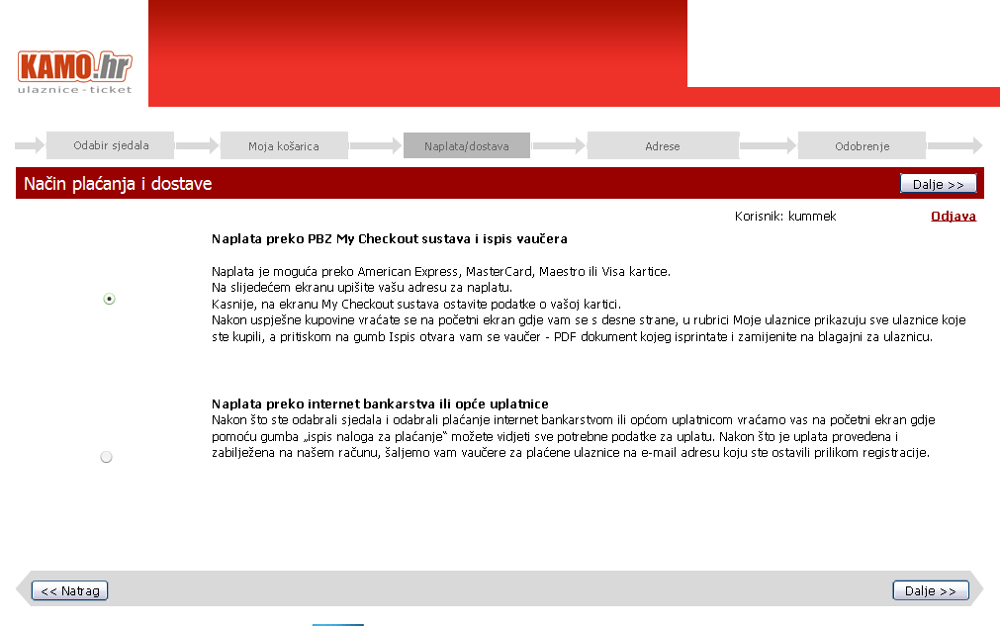 KAMO.hr
ulaznice - ticket
Odabir sjedala
Moja košarica
Naplata/dostava
Adrese
Odobrenje
Način plaćanja i dostave
Dalje >>
Korisnik: kummek
Odjava
Naplata preko PBZ My Checkout sustava i ispis vaučera
Naplata je moguća preko American Express, MasterCard, Maestro ili Visa kartice.
Na slijedećem ekranu upišite vašu adresu za naplatu.
Kasnije, na ekranu My Checkout sustava ostavite podatke o vašoj kartici.
Nakon uspješne kupovine vraćate se na početni ekran gdje vam se s desne strane, u rubrici Moje ulaznice prikazuju sve ulaznice koje
ste kupili, a pritiskom na gumb Ispis otvara vam se vaučer - PDF dokument kojeg isprintate i zamijenite na blagajni za ulaznicu.
Naplata preko internet bankarstva ili opće uplatnice
Nakon što ste odabrali sjedala i odabrali plaćanje internet bankarstvom ili općom uplatnicom vraćamo vas na početni ekran gdje
pomoću gumba „ispis naloga za plaćanje“ možete vidjeti sve potrebne podatke za uplatu. Nakon što je uplata provedena i
zabilježena na našem računu, šaljemo vam vaučere za plaćene ulaznice na e-mail adresu koju ste ostavili prilikom registracije.
<< Natrag
Dalje >>